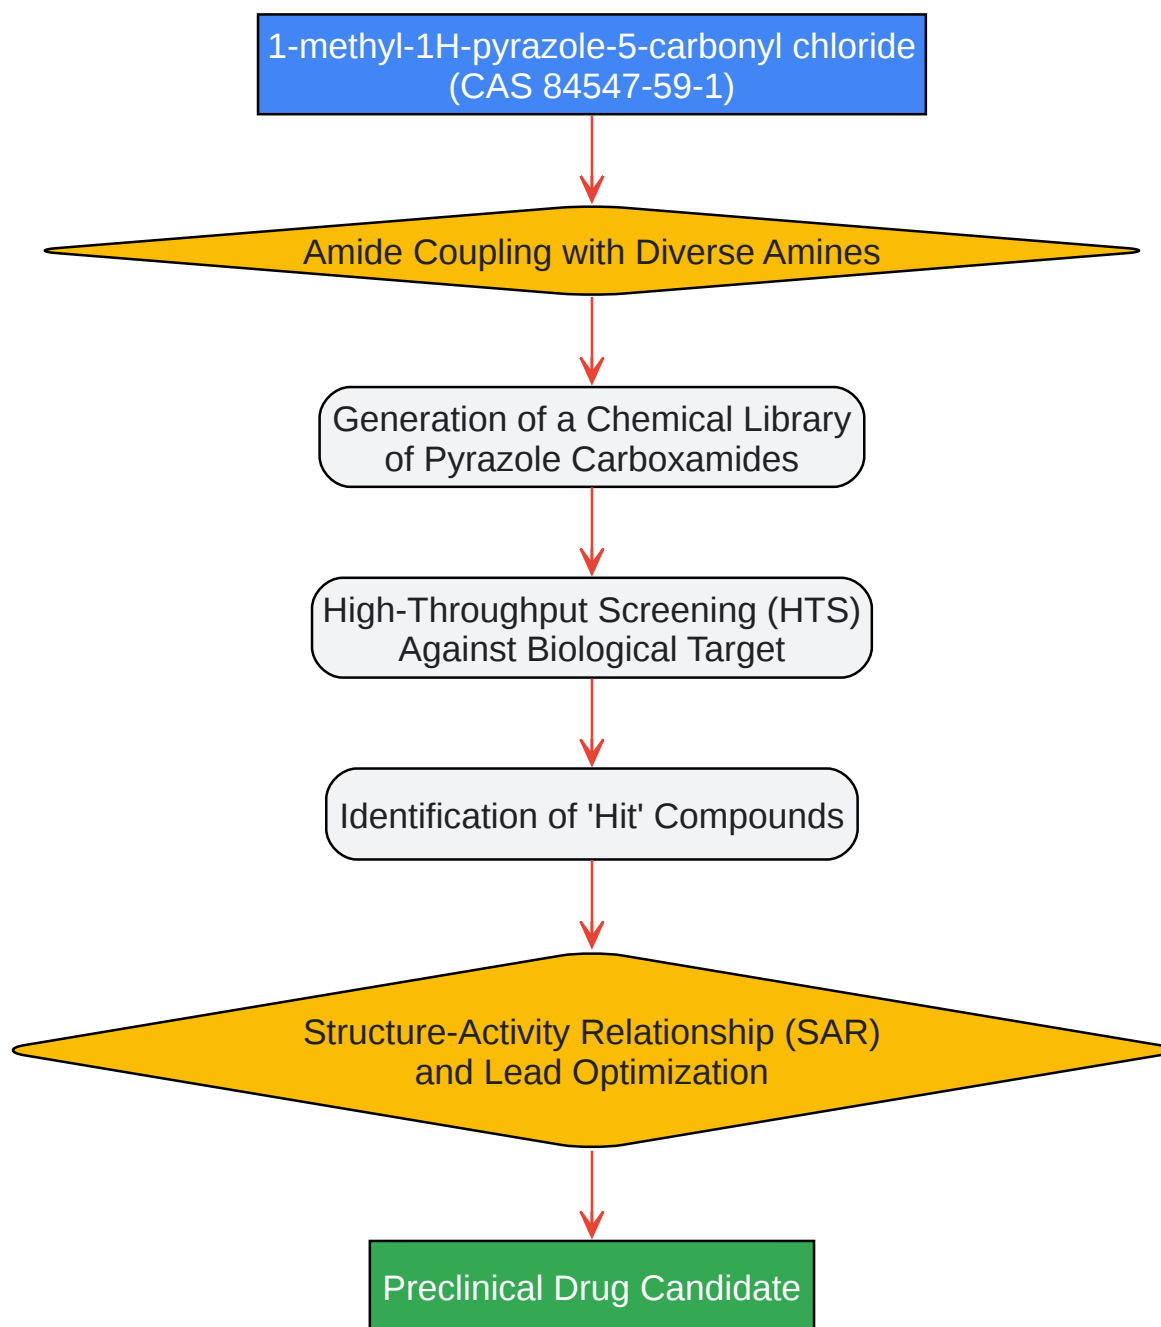 1-methyl-1H-pyrazole-5-carbonyl chloride
(CAS 84547-59-1)
Amide Coupling with Diverse Amines
Generation of a Chemical Library
of Pyrazole Carboxamides
High-Throughput Screening (HTS)
Against Biological Target
Identification of 'Hit' Compounds
Structure-Activity Relationship (SAR)
and Lead Optimization
Preclinical Drug Candidate